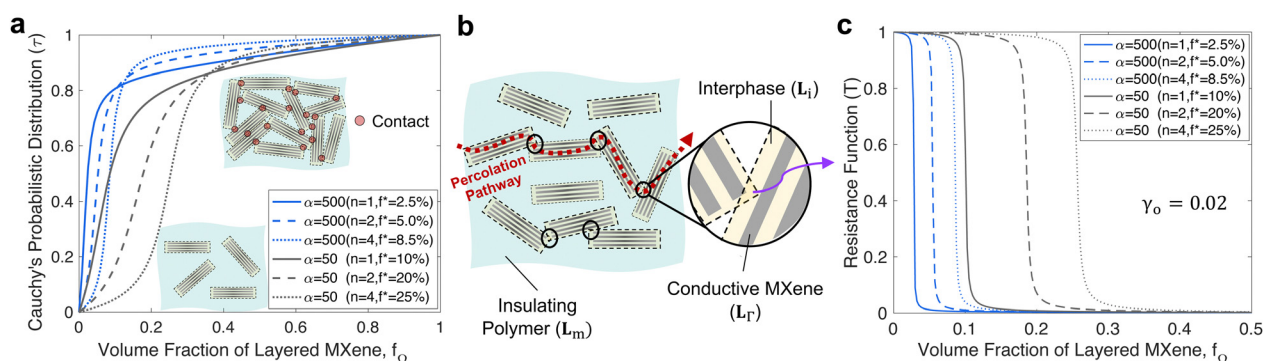 a
Cauchy's Probabilistic Distribution (τ)
1
0.8
0.6
0.4
0.2
0
0
0.2
0.4
0.6
0.8
1
Volume Fraction of Layered MXene, fO
Contact
α=500(n=1,f*=2.5%)
α=500(n=2,f*=5.0%)
α=500(n=4,f*=8.5%)
α=50 (n=1,f*=10%)
α=50 (n=2,f*=20%)
α=50 (n=4,f*=25%)
b
Percolation
Pathway
Interphase (Li)
Insulating
Polymer (Lm)
Conductive MXene
(LΓ)
c
Resistance Function (T)
1
0.8
0.6
0.4
0.2
0
0
0.1
0.2
0.3
0.4
0.5
Volume Fraction of Layered MXene, fO
α=500(n=1,f*=2.5%)
α=500(n=2,f*=5.0%)
α=500(n=4,f*=8.5%)
α=50 (n=1,f*=10%)
α=50 (n=2,f*=20%)
α=50 (n=4,f*=25%)
γo = 0.02